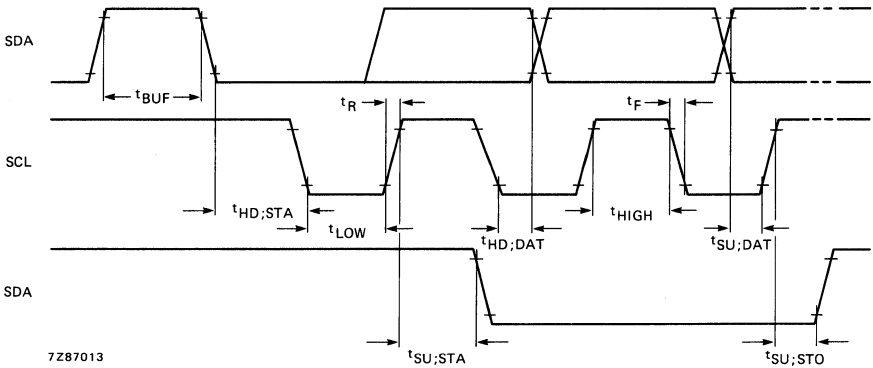 SDA
tBUF
tR
tF
SCL
tHD;STA
tLOW
tHD;DAT
tHIGH
tSU;DAT
SDA
7Z87013
tSU;STA
tSU;STO